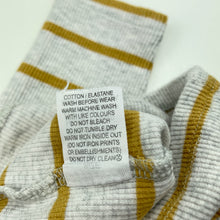 COTTON / ELASTANE
WASH BEFORE WEAR
WARM MACHINE WASH
WITH LIKE COLOURS
DO NOT BLEACH
DO NOT TUMBLE DRY
WARM IRON INSIDE OUT
(DO NOT IRON PRINTS
OR EMBELLISHMENTS)
DO NOT DRY CLEAN